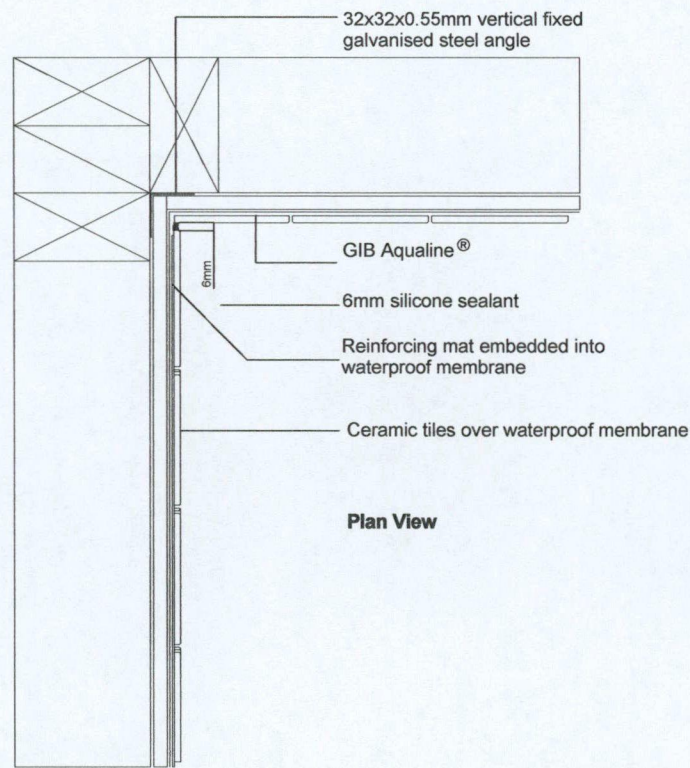 32x32x0.55mm vertical fixed
galvanised steel angle
GIB Aqualine®
6mm
6mm silicone sealant
Reinforcing mat embedded into
waterproof membrane
Ceramic tiles over waterproof membrane
Plan View